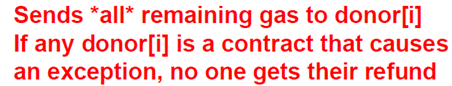 Sends *all* remaining gas to donor[i]
If any donor[i] is a contract that causes
an exception, no one gets their refund